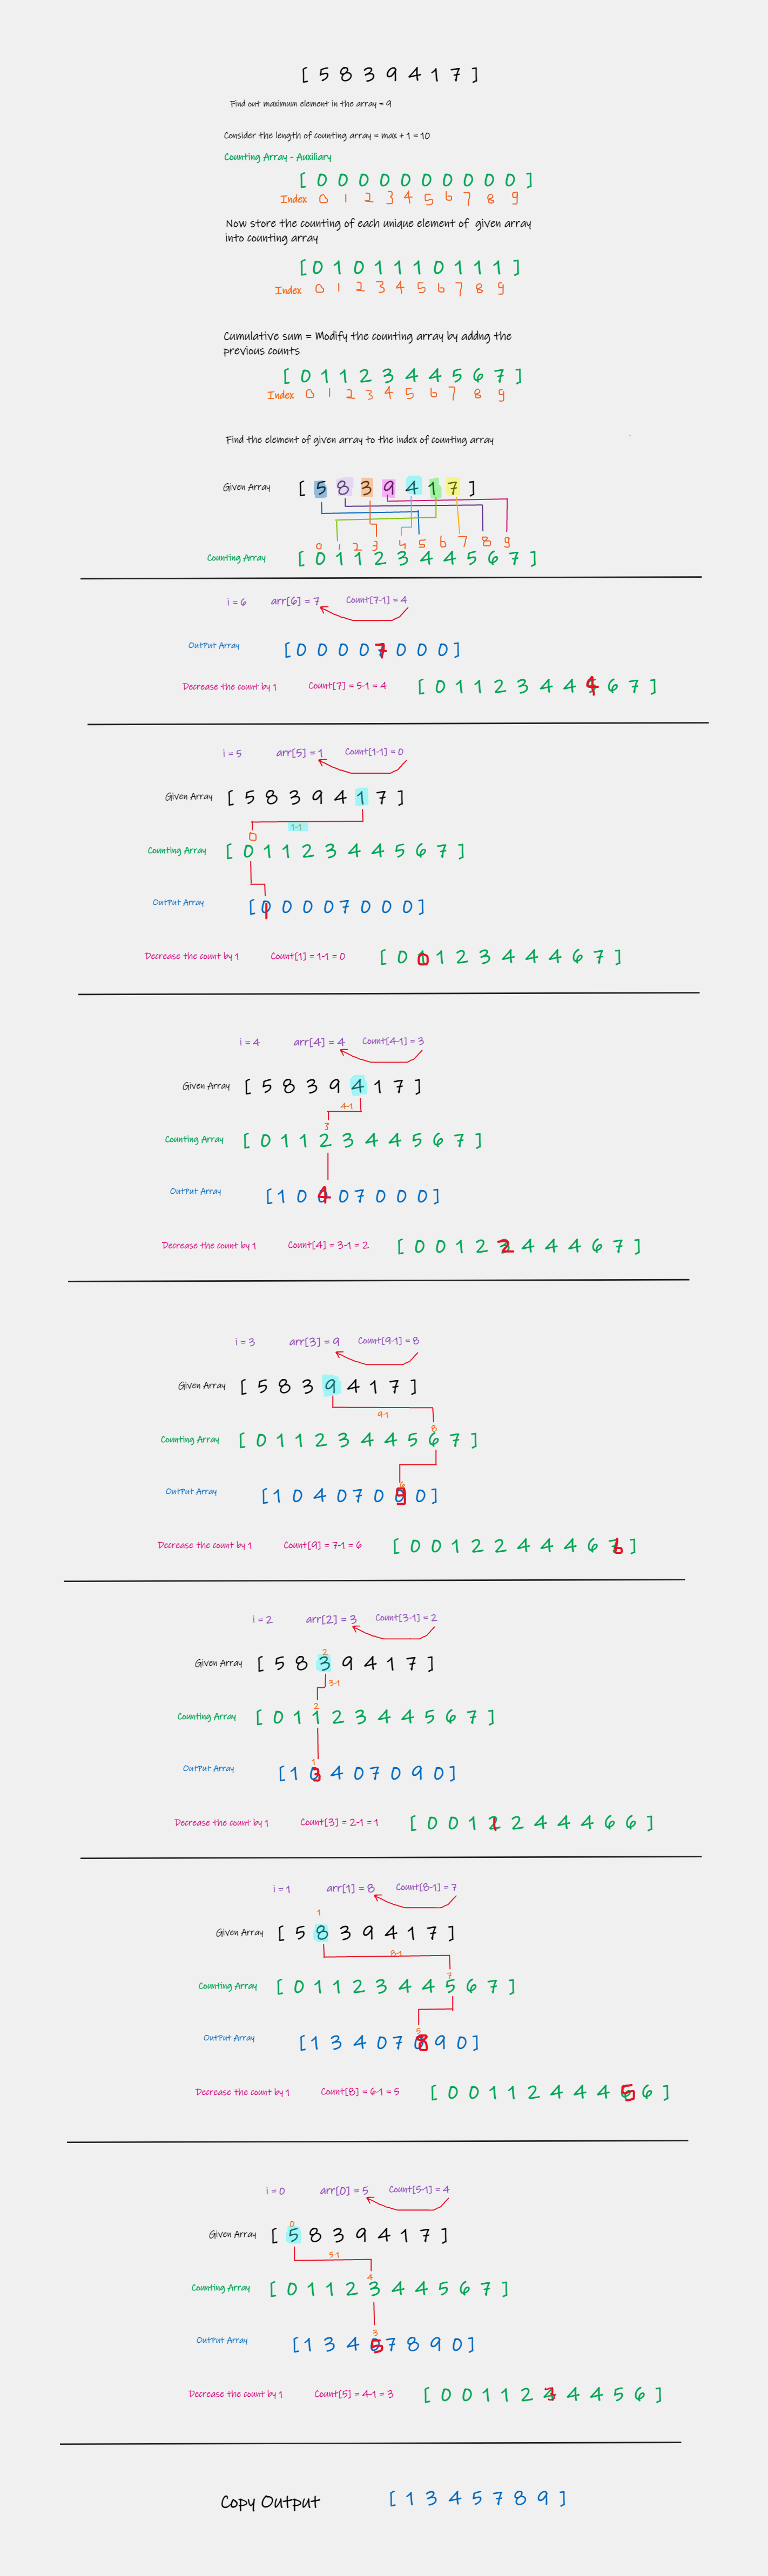 [ 5 8 3 9 4 1 7 ]
Find out maximum element in the array = 9
Consider the length of counting array = max + 1 = 10
Counting Array - Auxiliary
[ 0 0 0 0 0 0 0 0 0 0 ]
Index 0 1 2 3 4 5 6 7 8 9
Now store the counting of each unique element of given array
into counting array
[ 0 1 0 1 1 1 0 1 1 1 ]
Index 0 1 2 3 4 5 6 7 8 9
Cumulative sum = Modify the counting array by addng the
previous counts
[ 0 1 1 2 3 4 4 5 6 7 ]
Index 0 1 2 3 4 5 6 7 8 9
Find the element of given array to the index of counting array
Given Array [ 5 8 3 9 4 1 7 ]
0 1 2 3 4 5 6 7 8 9
Counting Array [ 0 1 1 2 3 4 4 5 6 7 ]
i = 6 arr[6] = 7 Count[7-1] = 4
Output Array [ 0 0 0 0 7 0 0 0 ]
Decrease the count by 1 Count[7] = 5-1 = 4 [ 0 1 1 2 3 4 4 4 6 7 ]
i = 5 arr[5] = 1 Count[1-1] = 0
Given Array [ 5 8 3 9 4 1 7 ]
1-1
0
Counting Array [ 0 1 1 2 3 4 4 5 6 7 ]
Output Array [ 1 0 0 0 7 0 0 0 ]
Decrease the count by 1 Count[1] = 1-1 = 0 [ 0 0 1 2 3 4 4 4 6 7 ]
i = 4 arr[4] = 4 Count[4-1] = 3
Given Array [ 5 8 3 9 4 1 7 ]
4-1
3
Counting Array [ 0 1 1 2 3 4 4 5 6 7 ]
Output Array [ 1 0 4 0 7 0 0 0 ]
Decrease the count by 1 Count[4] = 3-1 = 2 [ 0 0 1 2 2 4 4 4 6 7 ]
i = 3 arr[3] = 9 Count[9-1] = 8
Given Array [ 5 8 3 9 4 1 7 ]
9-1
8
Counting Array [ 0 1 1 2 3 4 4 5 6 7 ]
6
Output Array [ 1 0 4 0 7 0 9 0 ]
Decrease the count by 1 Count[9] = 7-1 = 6 [ 0 0 1 2 2 4 4 4 6 6 ]
i = 2 arr[2] = 3 Count[3-1] = 2
2
Given Array [ 5 8 3 9 4 1 7 ]
3-1
2
Counting Array [ 0 1 1 2 3 4 4 5 6 7 ]
1
Output Array [ 1 3 4 0 7 0 9 0 ]
Decrease the count by 1 Count[3] = 2-1 = 1 [ 0 0 1 1 2 4 4 4 6 6 ]
i = 1 arr[1] = 8 Count[8-1] = 7
1
Given Array [ 5 8 3 9 4 1 7 ]
8-1
7
Counting Array [ 0 1 1 2 3 4 4 5 6 7 ]
5
Output Array [ 1 3 4 0 7 8 9 0 ]
Decrease the count by 1 Count[8] = 6-1 = 5 [ 0 0 1 1 2 4 4 4 5 6 ]
i = 0 arr[0] = 5 Count[5-1] = 4
0
Given Array [ 5 8 3 9 4 1 7 ]
5-1
4
Counting Array [ 0 1 1 2 3 4 4 5 6 7 ]
3
Output Array [ 1 3 4 5 7 8 9 0 ]
Decrease the count by 1 Count[5] = 4-1 = 3 [ 0 0 1 1 2 3 4 4 5 6 ]
Copy Output [ 1 3 4 5 7 8 9 ]